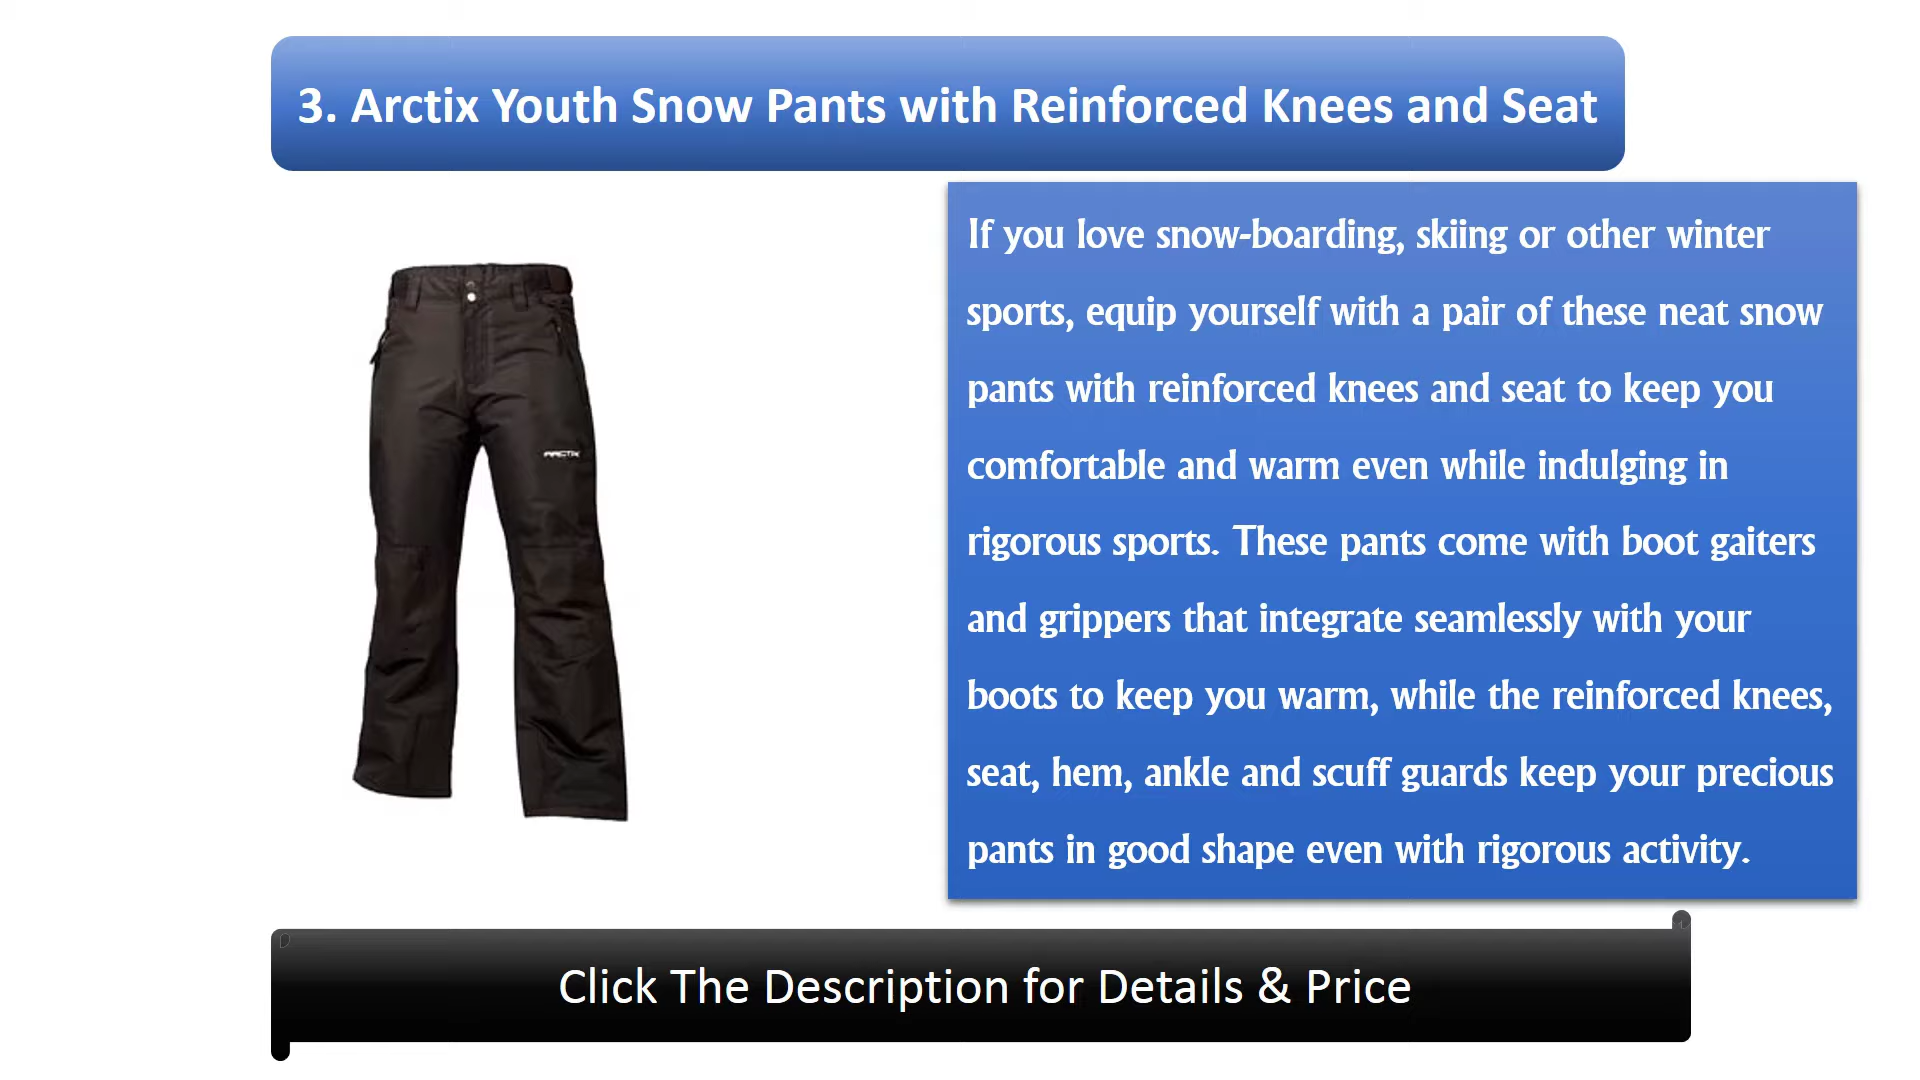 3. Arctix Youth Snow Pants with Reinforced Knees and Seat
ARCTIX
If you love snow-boarding, skiing or other winter
sports, equip yourself with a pair of these neat snow
pants with reinforced knees and seat to keep you
comfortable and warm even while indulging in
rigorous sports. These pants come with boot gaiters
and grippers that integrate seamlessly with your
boots to keep you warm, while the reinforced knees,
seat, hem, ankle and scuff guards keep your precious
pants in good shape even with rigorous activity.
Click The Description for Details & Price